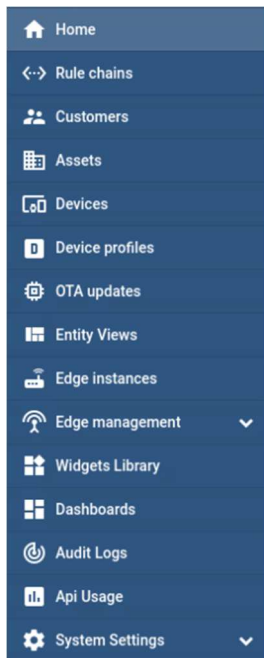 Home
Rule chains
Customers
Assets
Devices
D Device profiles
OTA updates
Entity Views
Edge instances
Edge management
Widgets Library
Dashboards
Audit Logs
Api Usage
System Settings